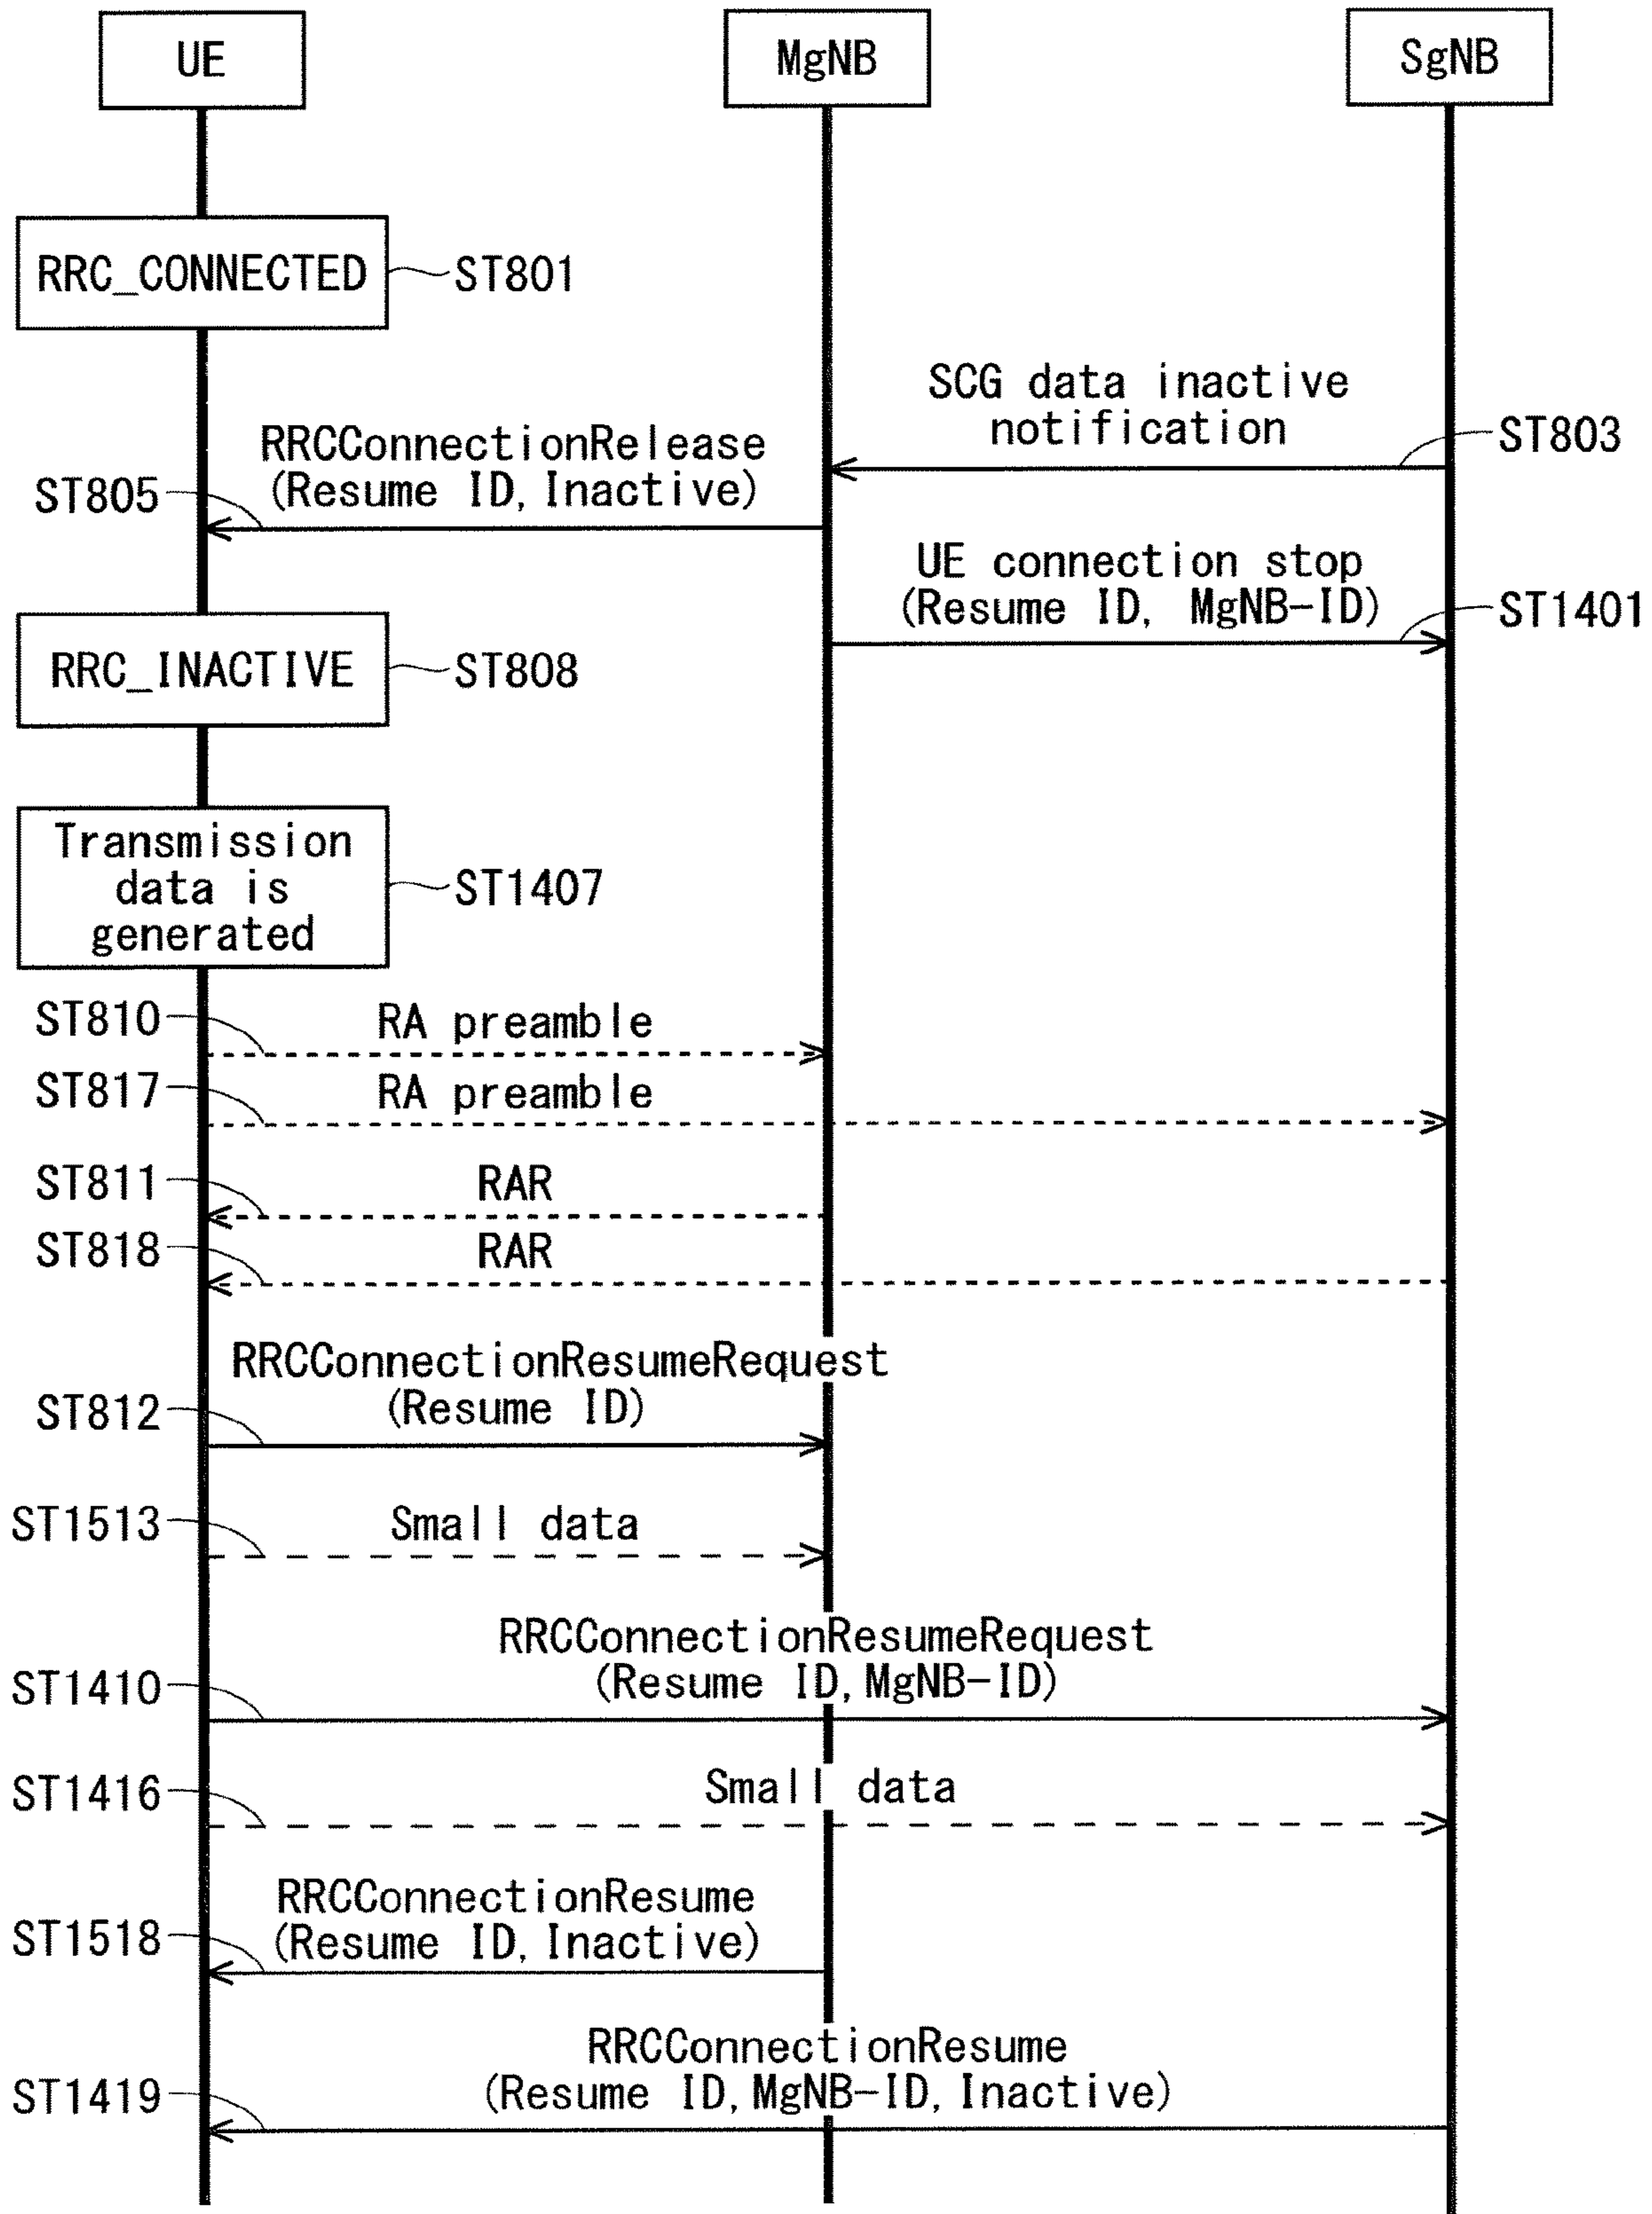 UE
MgNB
SgNB
RRC_CONNECTED
ST801
SCG data inactive
notification
ST803
RRCConnectionRelease
(Resume ID, Inactive)
ST805
UE connection stop
(Resume ID, MgNB-ID)
ST1401
RRC_INACTIVE
ST808
Transmission
data is
generated
ST1407
ST810
RA preamble
ST817
RA preamble
ST811
RAR
ST818
RAR
RRCConnectionResumeRequest
(Resume ID)
ST812
ST1513
Small data
RRCConnectionResumeRequest
(Resume ID, MgNB-ID)
ST1410
ST1416
Small data
RRCConnectionResume
(Resume ID, Inactive)
ST1518
RRCConnectionResume
(Resume ID, MgNB-ID, Inactive)
ST1419